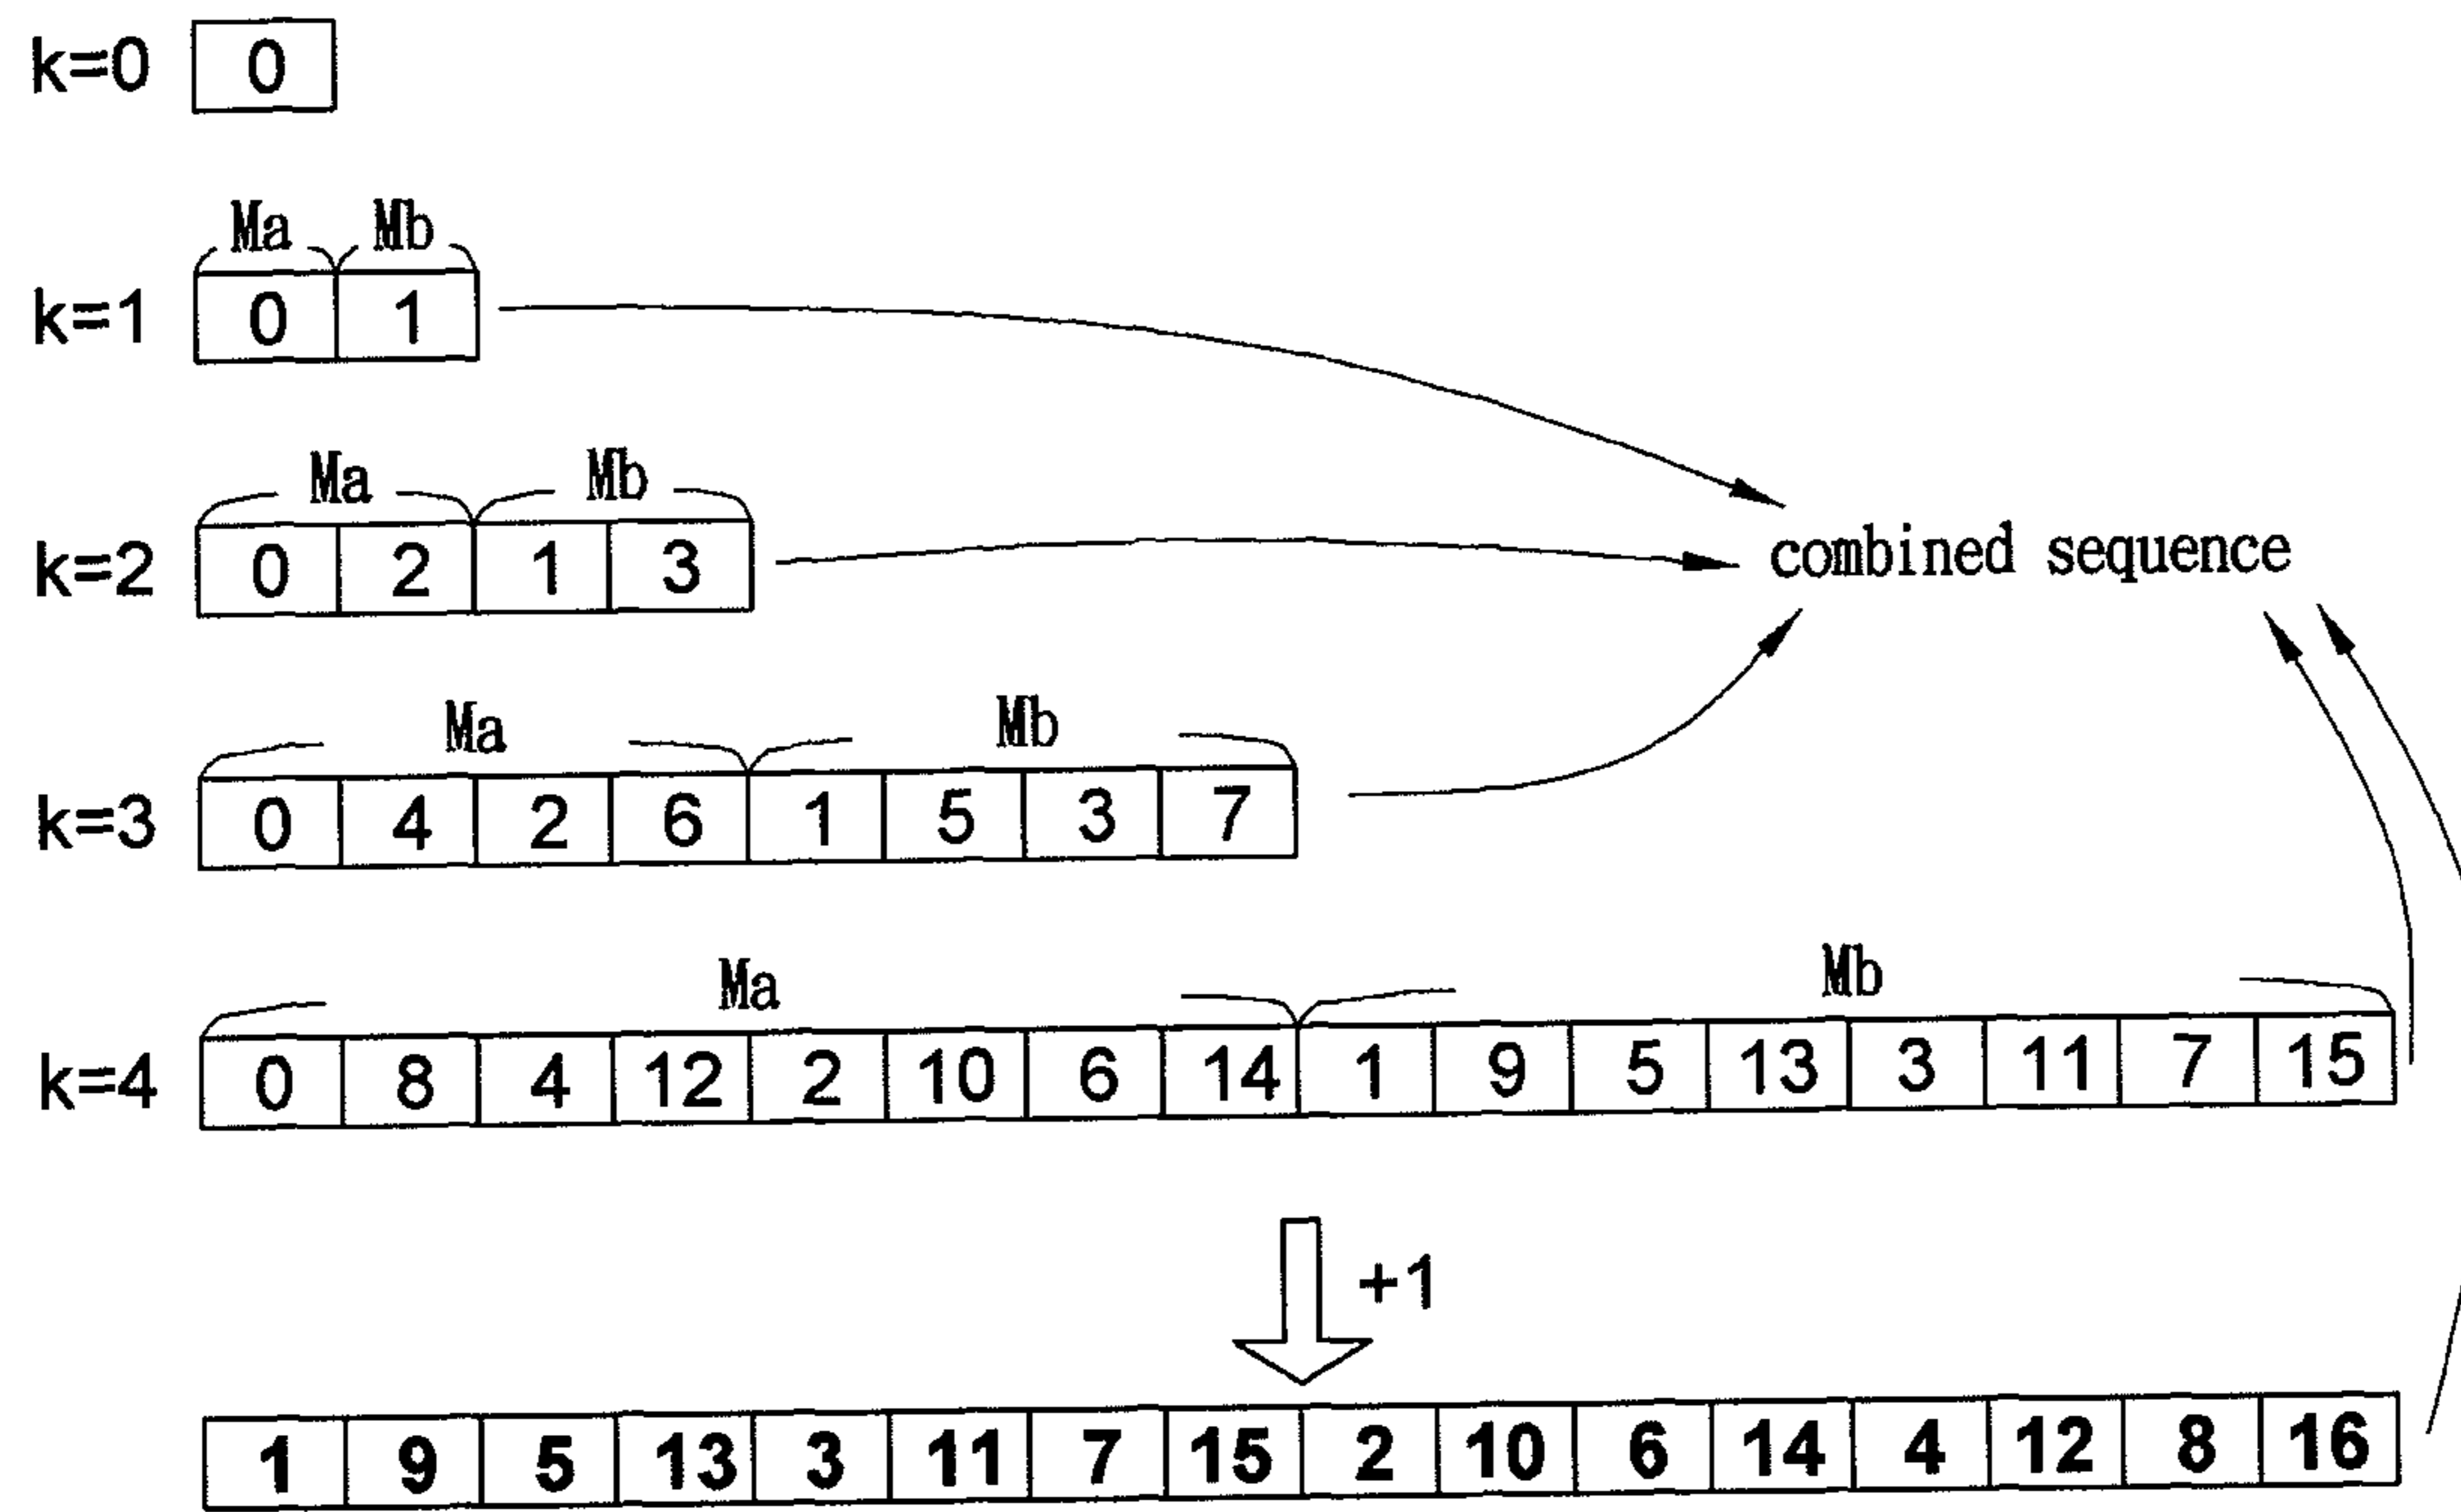 k=0 0
Ma Mb
k=1 0 1
Ma Mb
k=2 0 2 1 3
combined sequence
Ma Mb
k=3 0 4 2 6 1 5 3 7
Ma Mb
k=4 0 8 4 12 2 10 6 14 1 9 5 13 3 11 7 15
+1
1 9 5 13 3 11 7 15 2 10 6 14 4 12 8 16